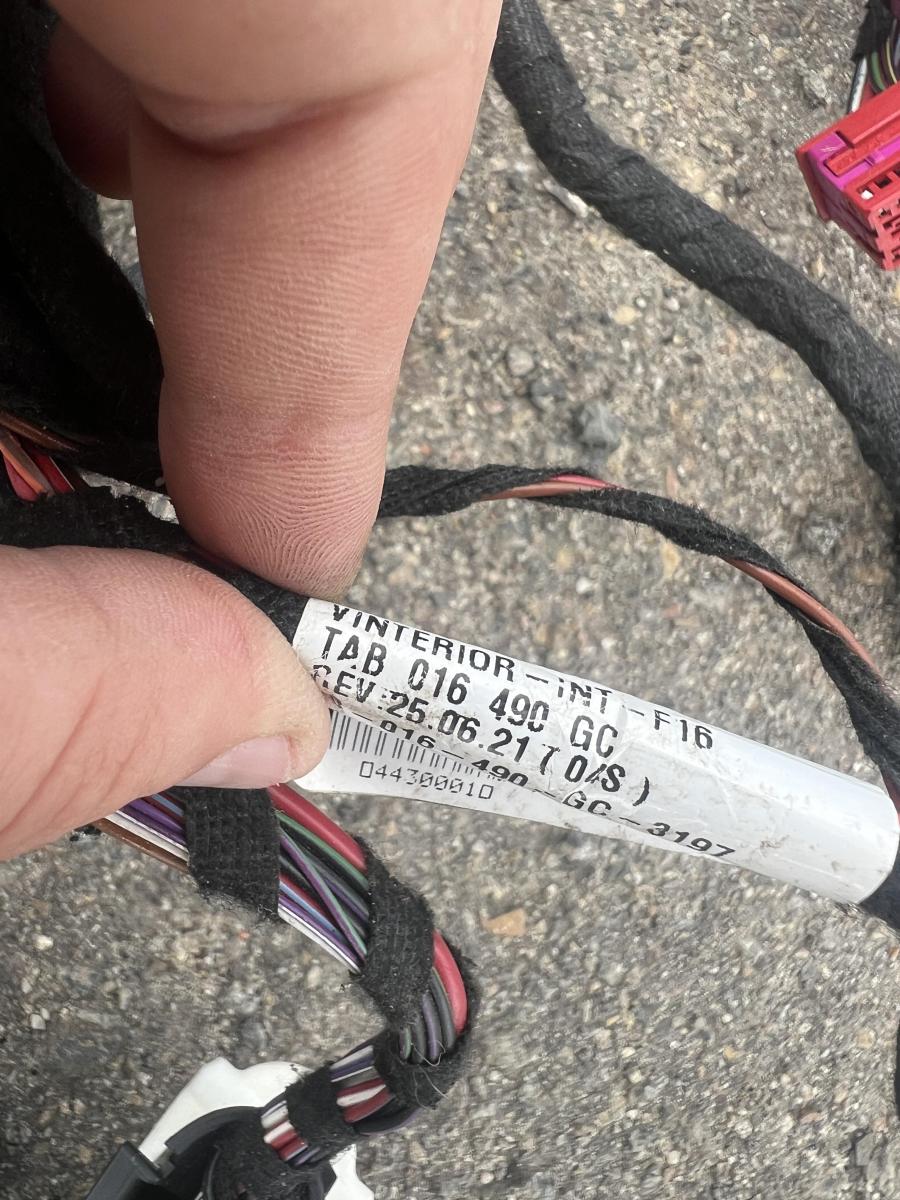 VINTERIOR-INT -F16
TAB 016 490 GC
REV:25.06.21 ( O/S )
016-490-GC-3197
044300010